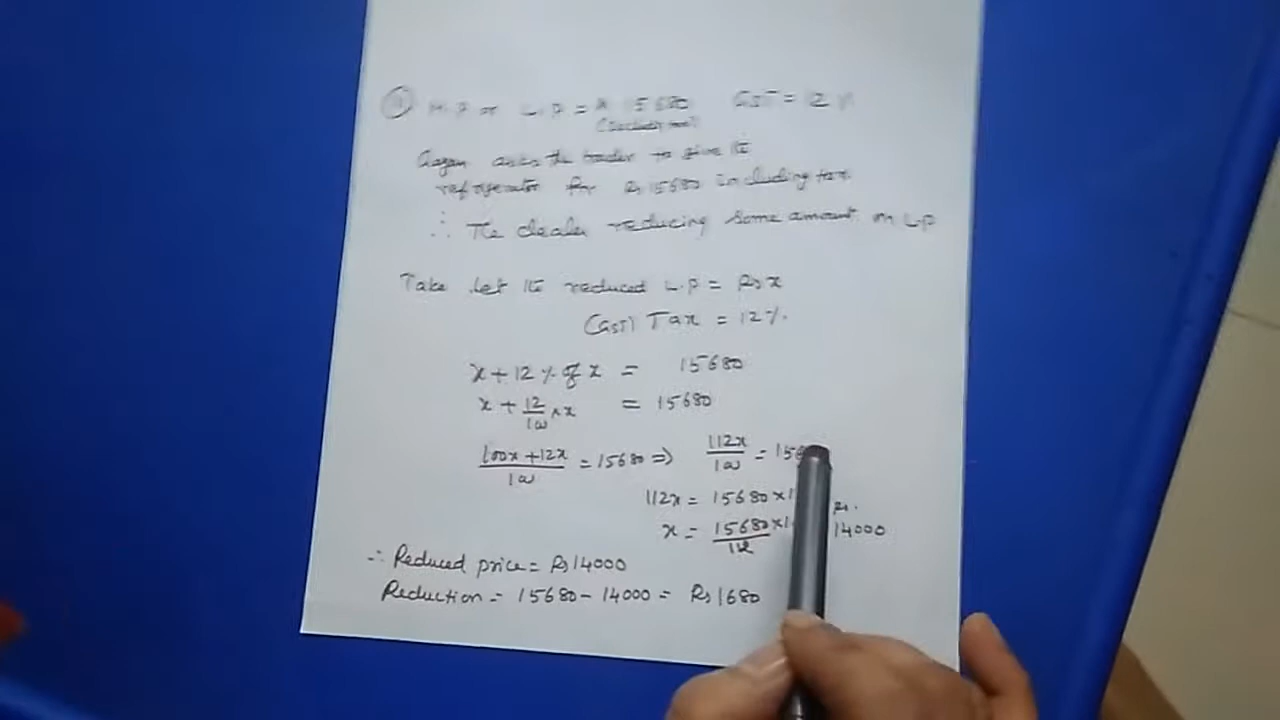 M.P or L.P = ₹ 15680 GST = 12 %
asks the trader to give the
refrigerator for Rs 15680 including tax
∴ The dealer reducing some amount on L.P
Take let the reduced L.P = Rs x
(GST) Tax = 12%.
x + 12 % of x = 15680
x + 12/100 × x = 15680
100x + 12x / 100 = 15680 ⇒ 112x / 100 = 156
112x = 15680 × 1
x = 15680 × 1 / 112 Rs. 14000
∴ Reduced price = Rs 14000
Reduction = 15680 - 14000 = Rs 1680